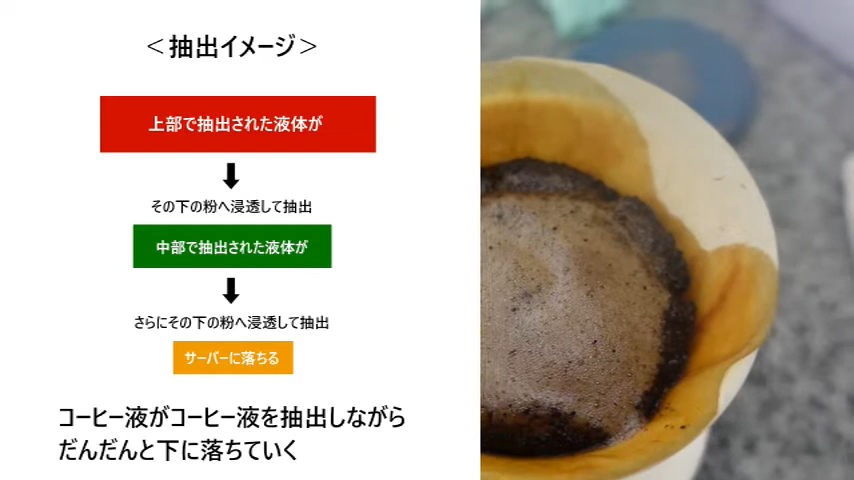 ＜抽出イメージ＞
上部で抽出された液体が
その下の粉へ浸透して抽出
中部で抽出された液体が
さらにその下の粉へ浸透して抽出
サーバーに落ちる
コーヒー液がコーヒー液を抽出しながら
だんだんと下に落ちていく